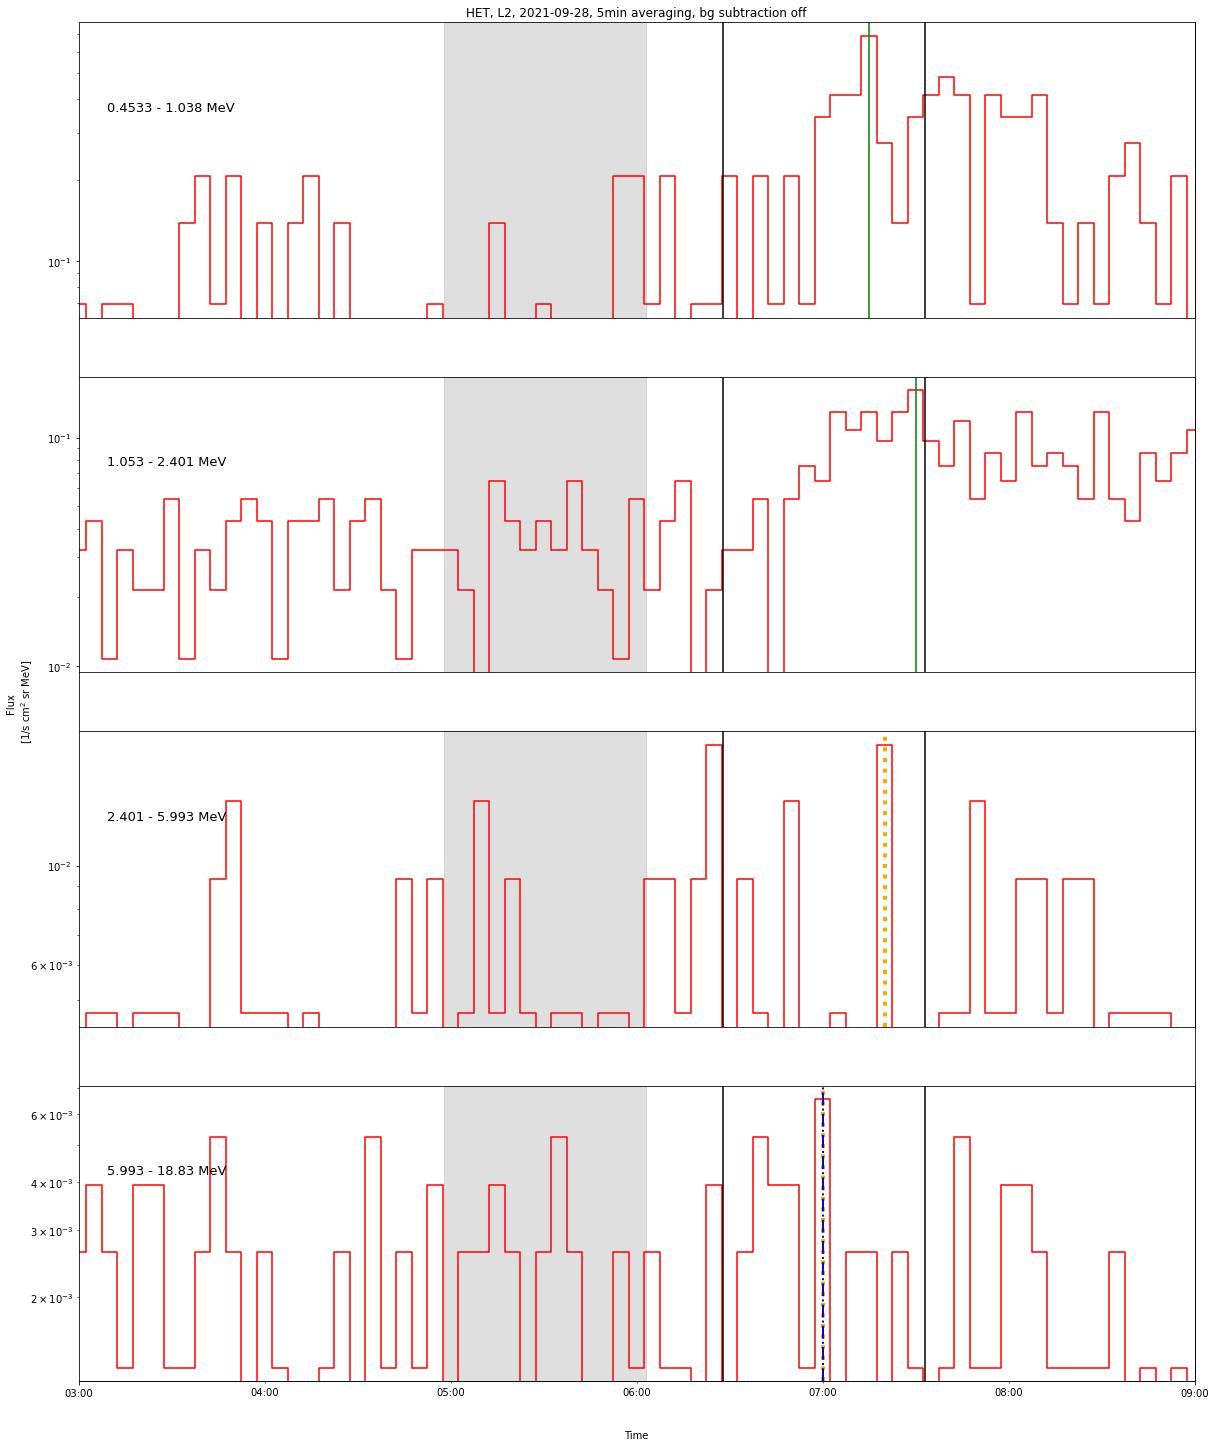 HET, L2, 2021-09-28, 5min averaging, bg subtraction off
0.4533 - 1.038 MeV
10⁻¹
10⁻¹
1.053 - 2.401 MeV
10⁻²
Flux
[1/s cm² sr MeV]
2.401 - 5.993 MeV
10⁻²
6 × 10⁻³
6 × 10⁻³
5.993 - 18.83 MeV
4 × 10⁻³
3 × 10⁻³
2 × 10⁻³
03:00 04:00 05:00 06:00 07:00 08:00 09:00
Time